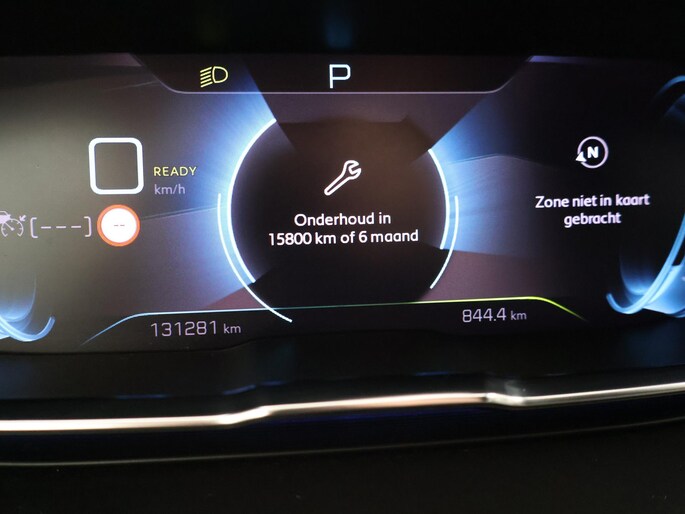 P
READY
km/h
[---]
--
Onderhoud in
15800 km of 6 maand
N
Zone niet in kaart
gebracht
131281 km
844.4 km